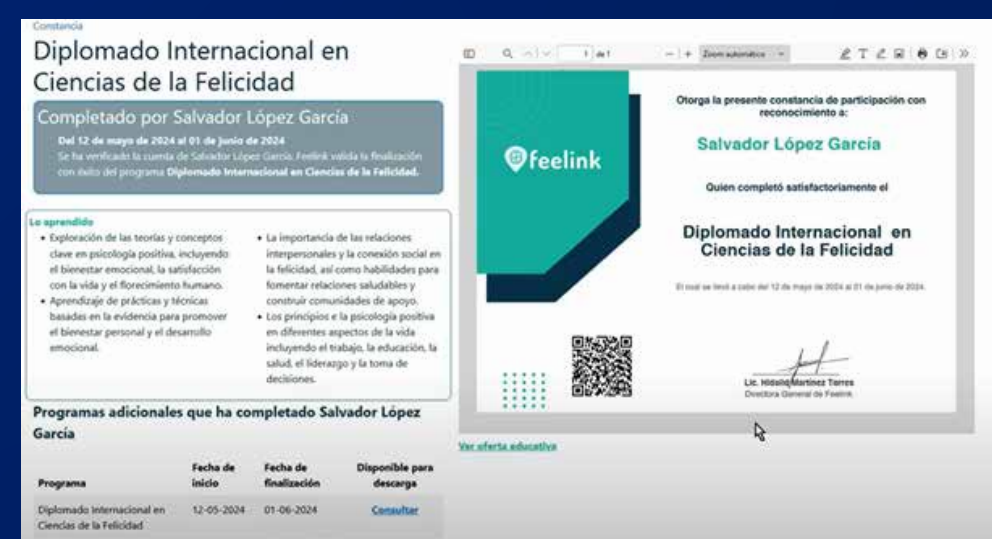 Constancia
Diplomado Internacional en
Ciencias de la Felicidad
Completado por Salvador López García
Del 12 de mayo de 2024 al 01 de junio de 2024
Se ha verificado la cuenta de Salvador López García. Feelink valida la finalización
con éxito del programa Diplomado Internacional en Ciencias de la Felicidad.
Lo aprendido
• Exploración de las teorías y conceptos
clave en psicología positiva, incluyendo
el bienestar emocional, la satisfacción
con la vida y el florecimiento humano.
• Aprendizaje de prácticas y técnicas
basadas en la evidencia para promover
el bienestar personal y el desarrollo
emocional.
• La importancia de las relaciones
interpersonales y la conexión social en
la felicidad, así como habilidades para
fomentar relaciones saludables y
construir comunidades de apoyo.
• Los principios e la psicología positiva
en diferentes aspectos de la vida
incluyendo el trabajo, la educación, la
salud, el liderazgo y la toma de
decisiones.
Programas adicionales que ha completado Salvador López
García
Programa Fecha de inicio Fecha de finalización Disponible para descarga
Diplomado Internacional en 12-05-2024 01-06-2024 Consultar
Ciencias de la Felicidad
1 de 1 Zoom automático
feelink
Otorga la presente constancia de participación con
reconocimiento a:
Salvador López García
Quien completó satisfactoriamente el
Diplomado Internacional en
Ciencias de la Felicidad
El cual se llevó a cabo del 12 de mayo de 2024 al 01 de junio de 2024.
Lic. Martínez Torres
Directora General de Feelink
Ver oferta educativa